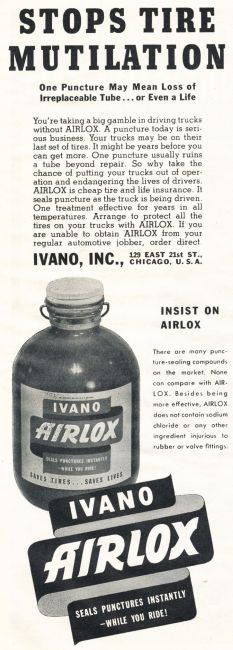 STOPS TIRE
MUTILATION
One Puncture May Mean Loss of
Irreplaceable Tube...or Even a Life
You're taking a big gamble in driving trucks
without AIRLOX. A puncture today is seri-
ous business. Your trucks may be on their
last set of tires. It might be years before you
can get more. One puncture usually ruins
a tube beyond repair. So why take the
chance of putting your trucks out of oper-
ation and endangering the lives of drivers.
AIRLOX is cheap tire and life insurance. It
seals puncture as the truck is being driven.
One treatment effective for years in all
temperatures. Arrange to protect all the
tires on your trucks with AIRLOX. If you
are unable to obtain AIRLOX from your
regular automotive jobber, order direct
IVANO, INC., 129 EAST 21st ST.,
CHICAGO, U. S. A.
INSIST ON
AIRLOX
There are many punc-
ture-sealing compounds
on the market. None
can compare with AIR-
LOX. Besides being
more effective, AIRLOX
does not contain sodium
chloride or any other
ingredient injurious to
rubber or valve fittings.
IVANO
AIRLOX
SEALS PUNCTURES INSTANTLY
—WHILE YOU RIDE!
SAVES TIRES...SAVES LIVES
IVANO
AIRLOX
SEALS PUNCTURES INSTANTLY
—WHILE YOU RIDE!